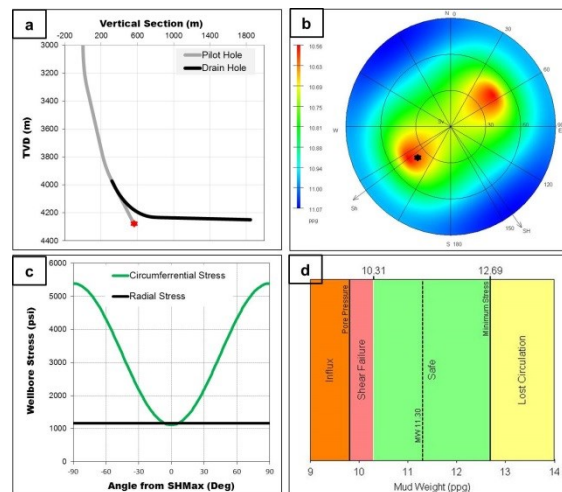 a
Vertical Section (m)
-200 200 600 1000 1400 1800
Pilot Hole
Drain Hole
TVD (m)
3000
3200
3400
3600
3800
4000
4200
4400
b
10.56
10.63
10.69
10.75
10.81
10.86
10.94
11.00
11.07
ppg
N 0
30
60
W
120
150
S 180
Sh
SH
c
Circumferrential Stress
Radial Stress
Wellbore Stress (psi)
6000
5000
4000
3000
2000
1000
0
-90 -60 -30 0 30 60 90
Angle from SHMax (Deg)
d
10.31 12.69
Influx
Pore Pressure
Shear Failure
MW 11.30
Safe
Minimum Stress
Lost Circulation
9 10 11 12 13 14
Mud Weight (ppg)